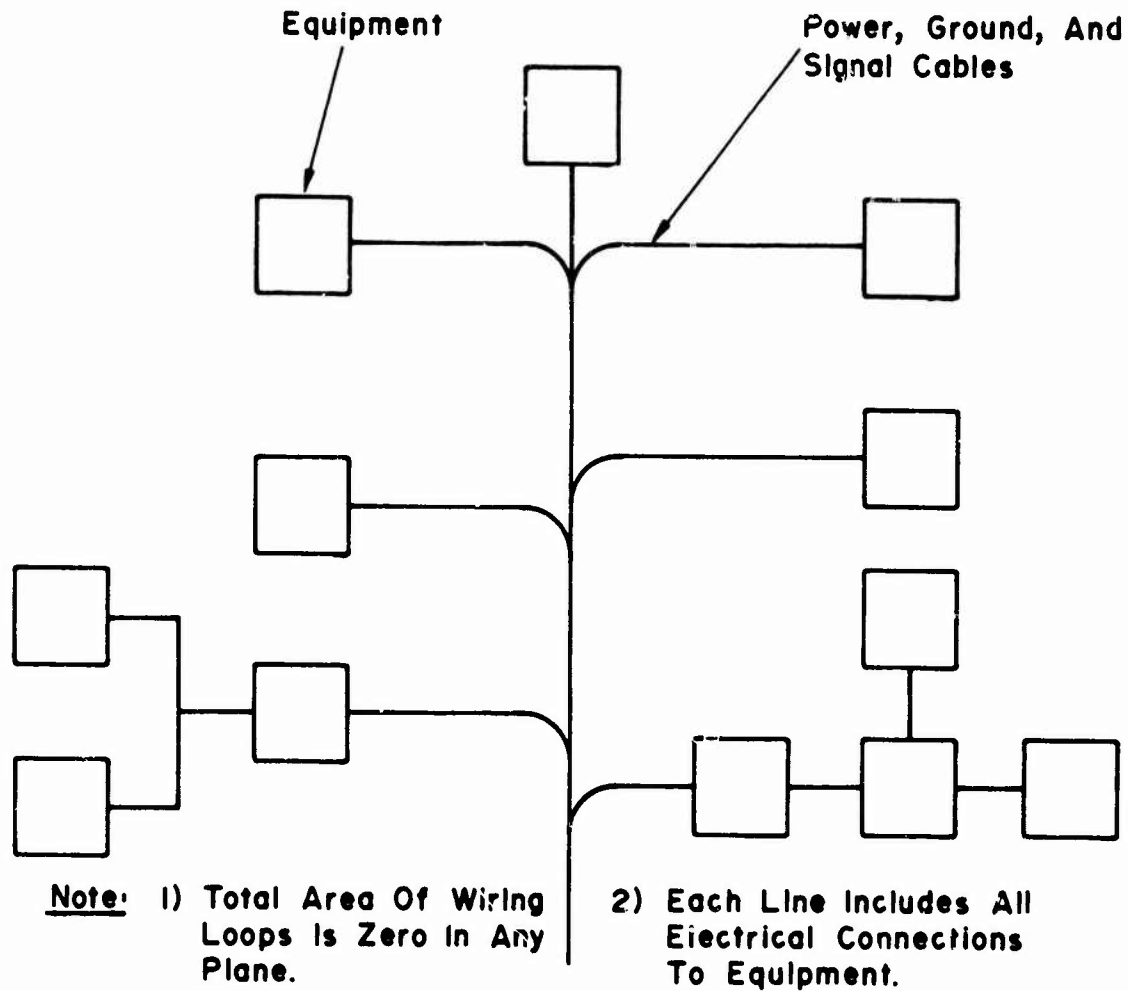 Equipment
Power, Ground, And
Signal Cables
Note: 1) Total Area Of Wiring
Loops Is Zero In Any
Plane.
2) Each Line Includes All
Electrical Connections
To Equipment.